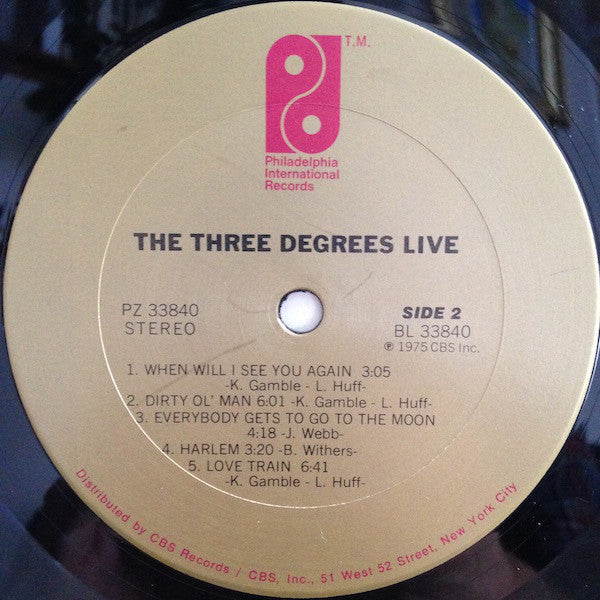 T.M.
Philadelphia
International
Records
THE THREE DEGREES LIVE
PZ 33840
STEREO
SIDE 2
BL 33840
℗ 1975 CBS Inc.
1. WHEN WILL I SEE YOU AGAIN 3:05
-K. Gamble - L. Huff-
2. DIRTY OL' MAN 6:01 -K. Gamble - L. Huff-
3. EVERYBODY GETS TO GO TO THE MOON
4:18 -J. Webb-
4. HARLEM 3:20 -B. Withers-
5. LOVE TRAIN 6:41
-K. Gamble - L. Huff-
Distributed by CBS Records / CBS, Inc., 51 West 52 Street, New York City